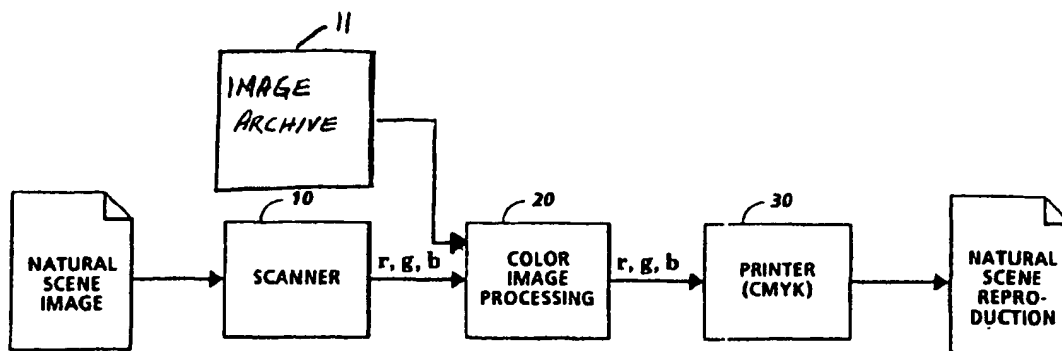 11
IMAGE
ARCHIVE
10
20
30
NATURAL
SCENE
IMAGE
SCANNER
r, g, b
COLOR
IMAGE
PROCESSING
r, g, b
PRINTER
(CMYK)
NATURAL
SCENE
REPRO-
DUCTION